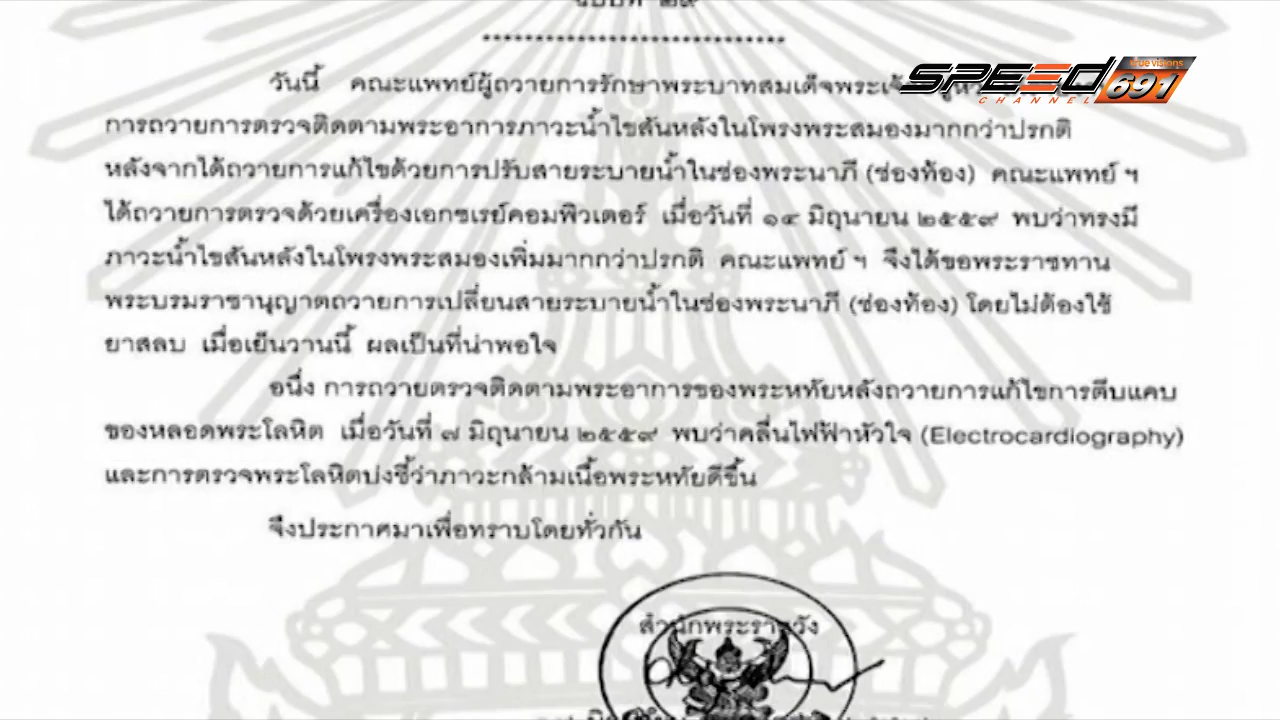 ฉบับที่ ๒๙
วันนี้ คณะแพทย์ผู้ถวายการรักษาพระบาทสมเด็จพระเจ้าอยู่หัว
SPEED
CHANNEL
true visions
691
การถวายการตรวจติดตามพระอาการภาวะน้ำไขสันหลังในโพรงพระสมองมากกว่าปรกติ
หลังจากได้ถวายการแก้ไขด้วยการปรับสายระบายน้ำในช่องพระนาภี (ช่องท้อง) คณะแพทย์ ฯ
ได้ถวายการตรวจด้วยเครื่องเอกซเรย์คอมพิวเตอร์ เมื่อวันที่ ๑๔ มิถุนายน ๒๕๕๙ พบว่าทรงมี
ภาวะน้ำไขสันหลังในโพรงพระสมองเพิ่มมากกว่าปรกติ คณะแพทย์ ฯ จึงได้ขอพระราชทาน
พระบรมราชานุญาตถวายการเปลี่ยนสายระบายน้ำในช่องพระนาภี (ช่องท้อง) โดยไม่ต้องใช้
ยาสลบ เมื่อเย็นวานนี้ ผลเป็นที่น่าพอใจ
อนึ่ง การถวายตรวจติดตามพระอาการของพระหทัยหลังถวายการแก้ไขการตีบแคบ
ของหลอดพระโลหิต เมื่อวันที่ ๗ มิถุนายน ๒๕๕๙ พบว่าคลื่นไฟฟ้าหัวใจ (Electrocardiography)
และการตรวจพระโลหิตบ่งชี้ว่าภาวะกล้ามเนื้อพระหทัยดีขึ้น
จึงประกาศมาเพื่อทราบโดยทั่วกัน
สำนักพระราชวัง